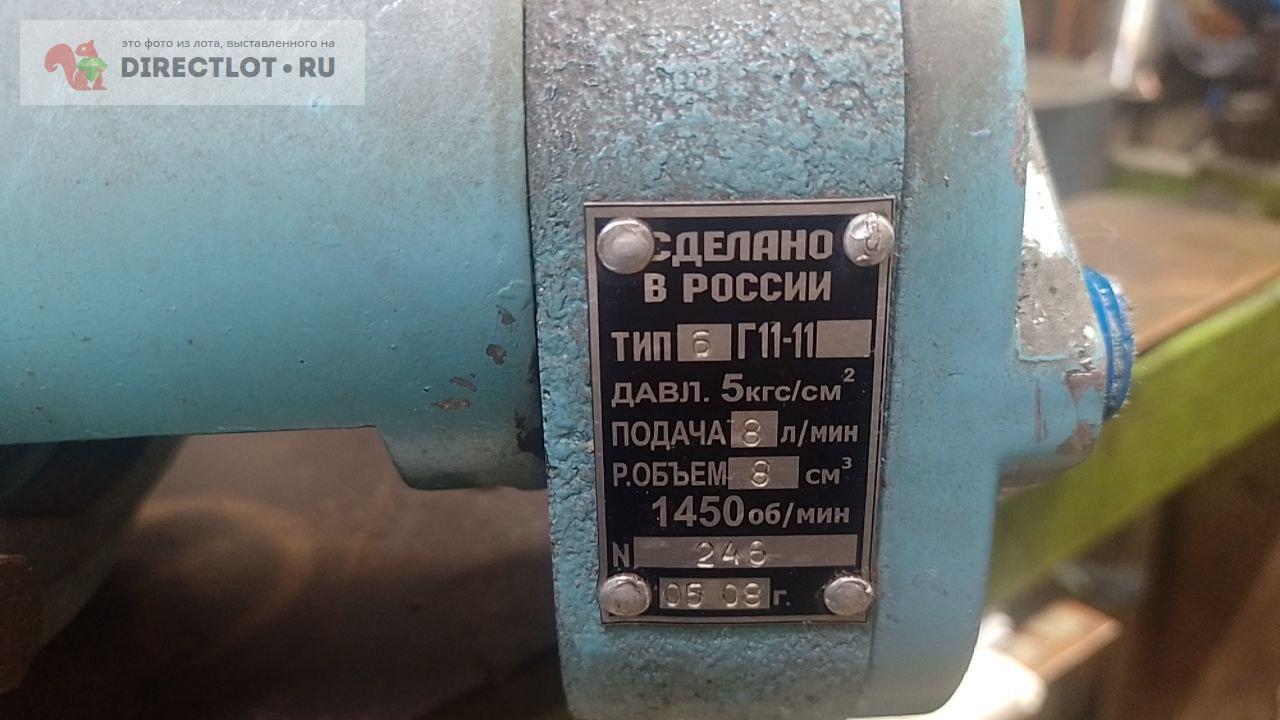 это фото из лота, выставленного на
DIRECTLOT•RU
СДЕЛАНО
В РОССИИ
ТИП 6 Г11-11
ДАВЛ. 5кгс/см²
ПОДАЧА 8 л/мин
Р.ОБЪЕМ 8 см³
1450 об/мин
N 246
05 08 г.